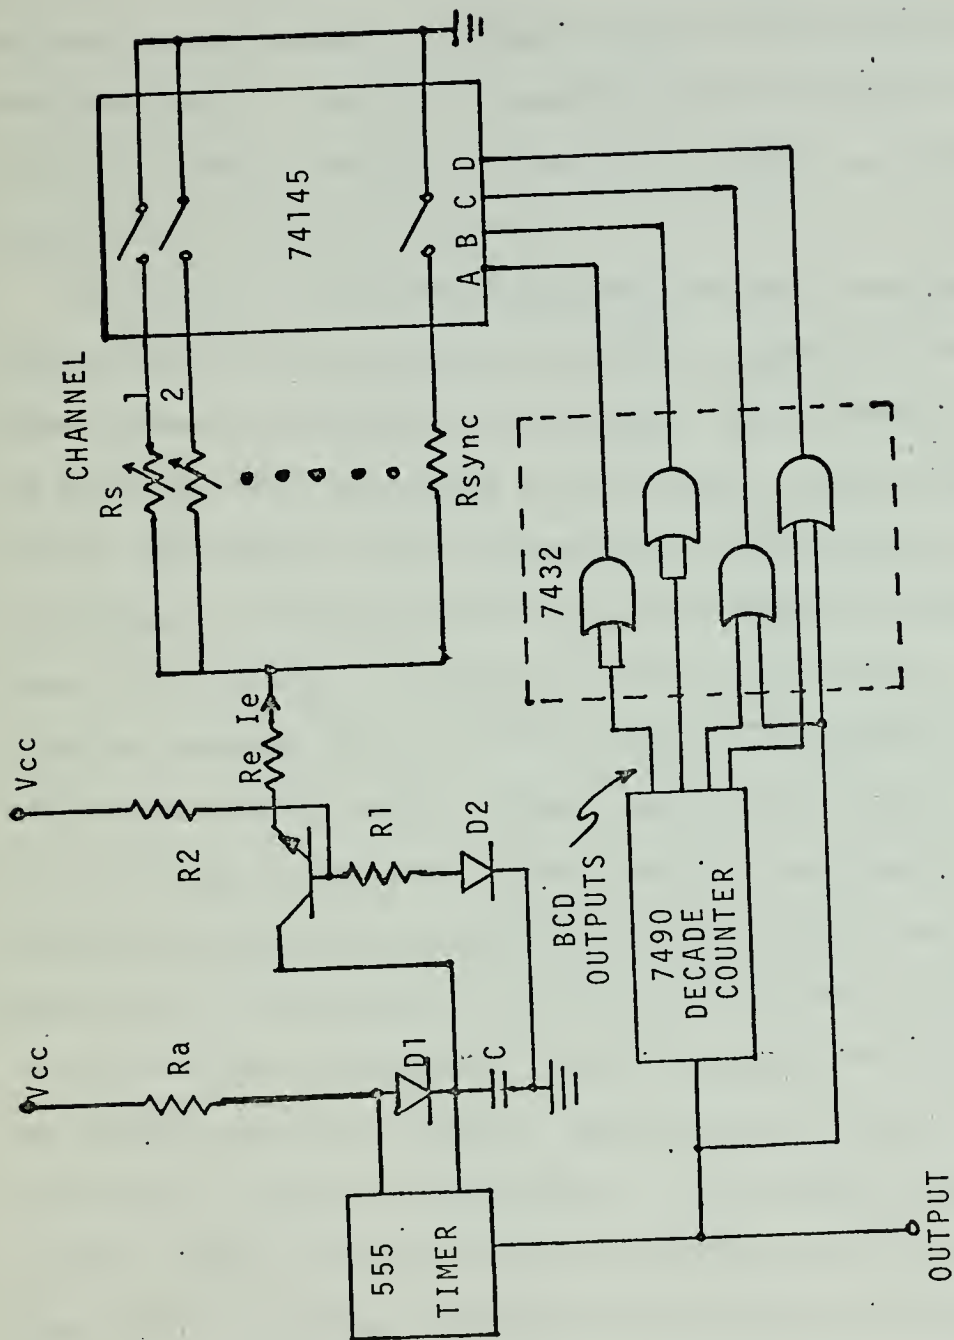 Vcc
Vcc
Ra
R2
Re
Ie
Rs
CHANNEL
1
2
Rsync
74145
A
B
C
D
D1
C
R1
D2
555
TIMER
BCD
OUTPUTS
7432
7490
DECADE
COUNTER
OUTPUT